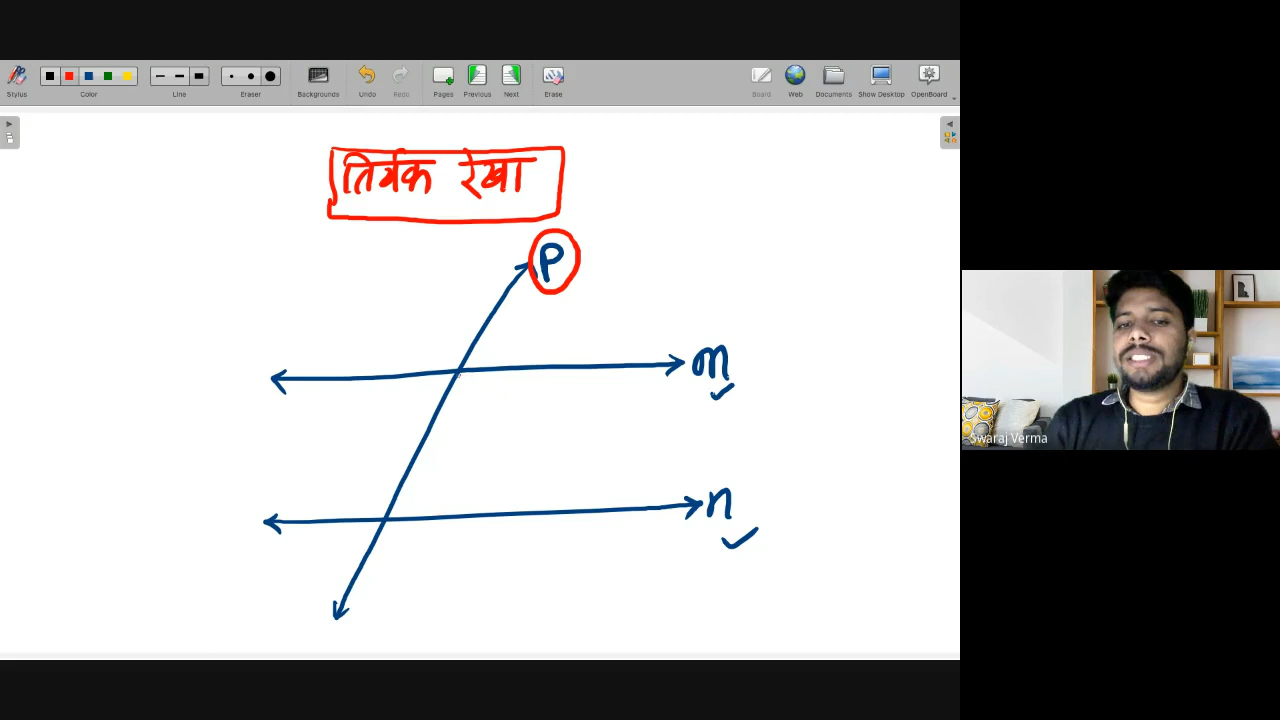 Stylus
Color
Line
Eraser
Backgrounds
Undo
Redo
Pages
Previous
Next
Erase
Board
Web
Documents
Show Desktop
OpenBoard
तिर्यक रेखा
P
m
n
Swaraj Verma